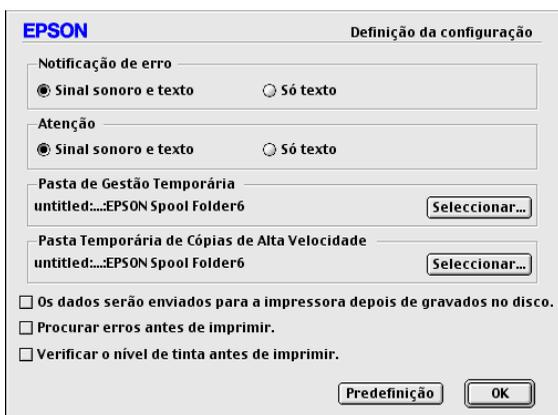 EPSON Definição da configuração
Notificação de erro
Sinal sonoro e texto Só texto
Atenção
Sinal sonoro e texto Só texto
Pasta de Gestão Temporária
untitled:...:EPSON Spool Folder6 Seleccionar...
Pasta Temporária de Cópias de Alta Velocidade
untitled:...:EPSON Spool Folder6 Seleccionar...
Os dados serão enviados para a impressora depois de gravados no disco.
Procurar erros antes de imprimir.
Verificar o nível de tinta antes de imprimir.
Predefinição OK